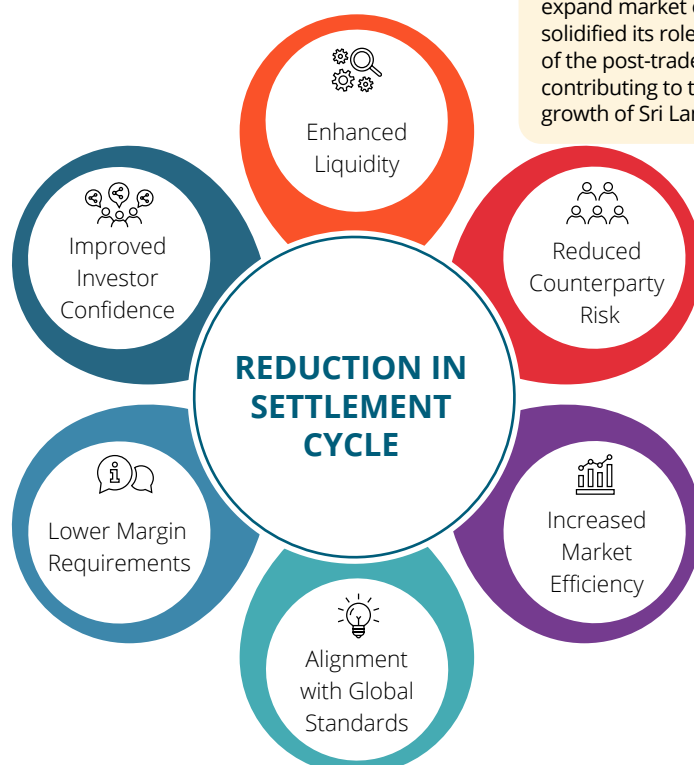 expand market
solidified its role
of the post-trade
contributing to
growth of Sri
Enhanced
Liquidity
Reduced
Counterparty
Risk
Increased
Market
Efficiency
Alignment
with Global
Standards
Lower Margin
Requirements
Improved
Investor
Confidence
REDUCTION IN
SETTLEMENT
CYCLE